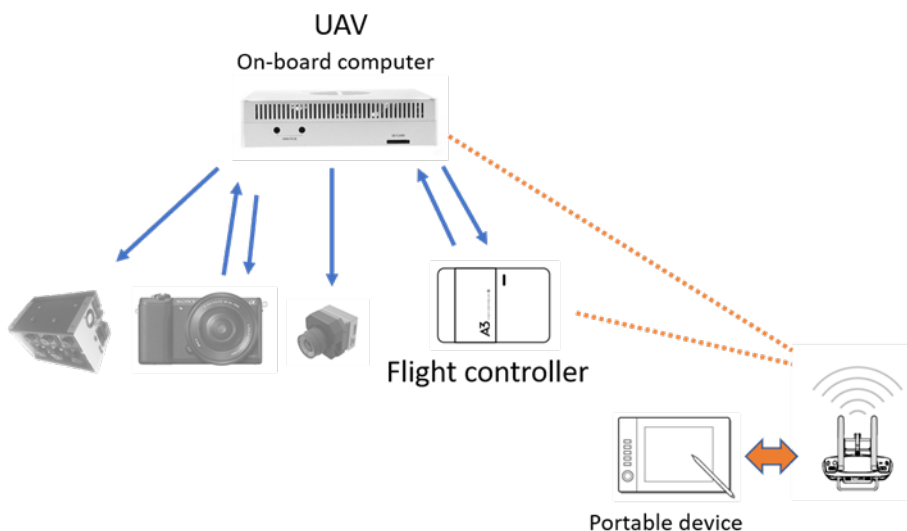 UAV
On-board computer
A3
Flight controller
Portable device